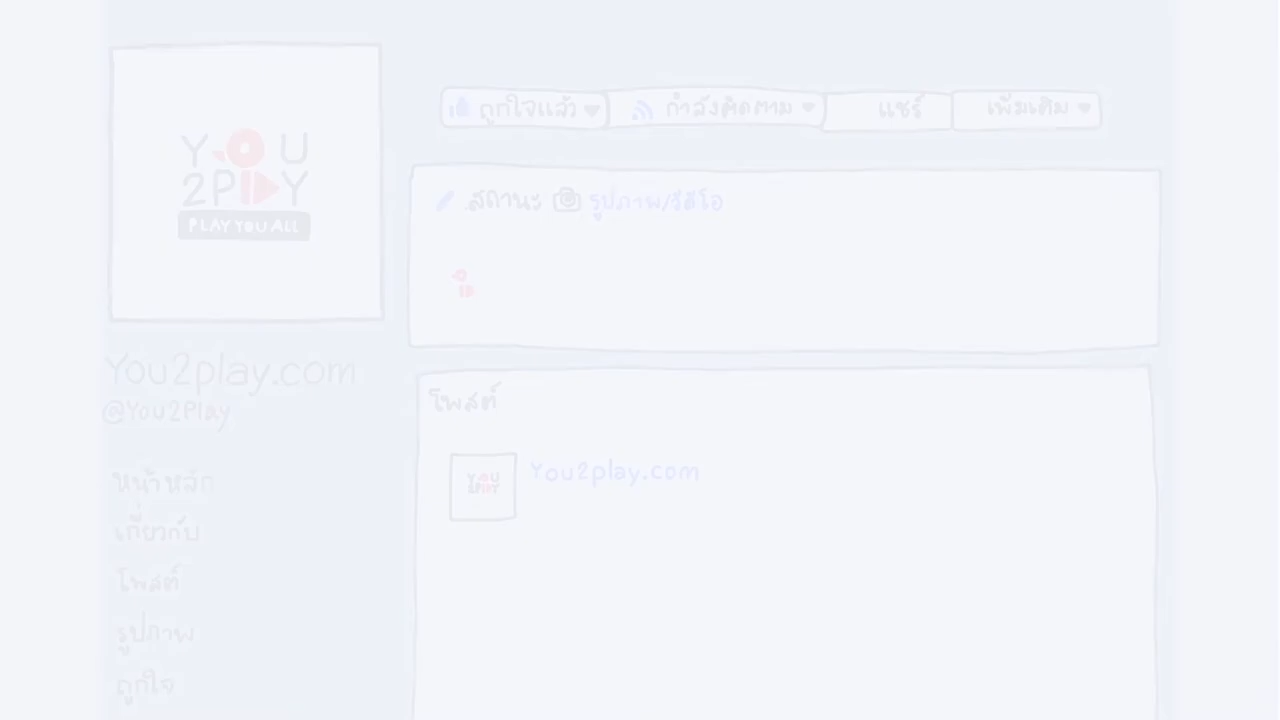 YOU
2PLAY
PLAY YOU ALL
ถูกใจแล้ว
กำลังติดตาม
แชร์
เพิ่มเติม
สถานะ
รูปภาพ/วีดีโอ
You2play.com
@You2Play
โพสต์
YOU
2PLAY
You2play.com
หน้าหลัก
เกี่ยวกับ
โพสต์
รูปภาพ
ถูกใจ